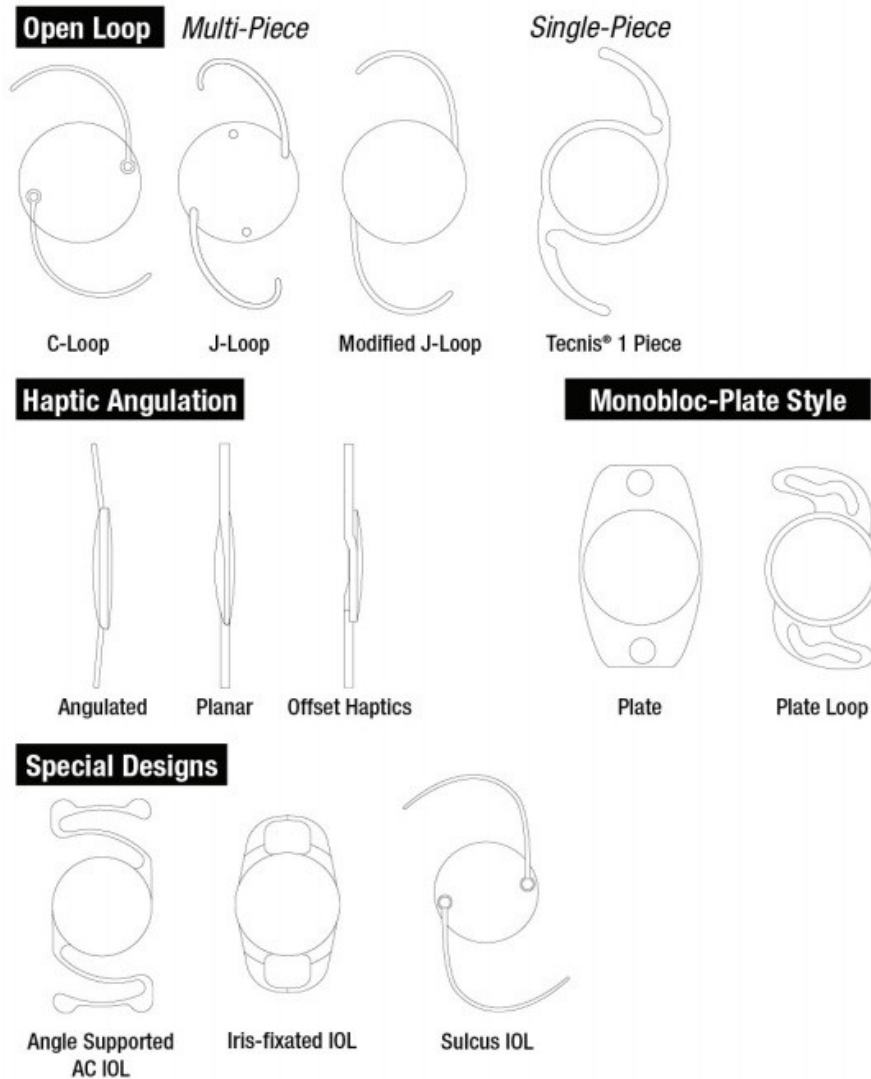 Open Loop Multi-Piece Single-Piece
C-Loop J-Loop Modified J-Loop Tecnis® 1 Piece
Haptic Angulation Monobloc-Plate Style
Angulated Planar Offset Haptics Plate Plate Loop
Special Designs
Angle Supported
AC IOL
Iris-fixated IOL Sulcus IOL